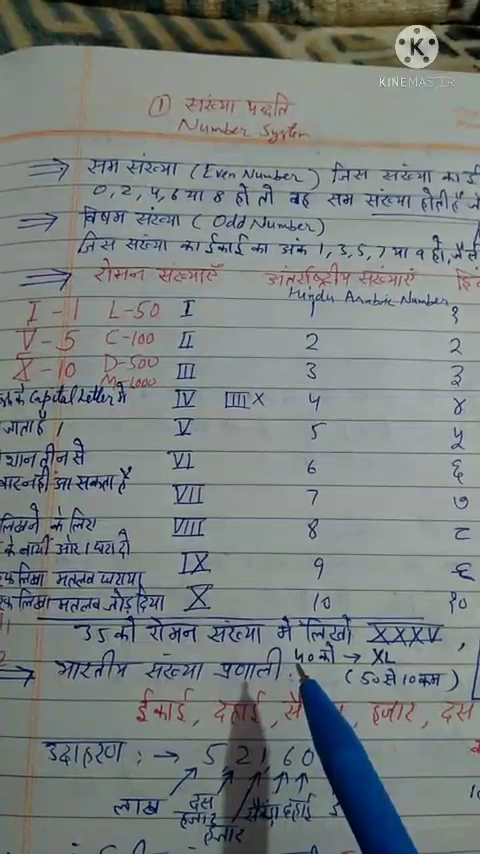 K
KINEMASTER
① संख्या पद्धति
Number System
⇒ सम संख्या (Even Number) जिस संख्या का ई
0, 2, 4, 6 या 8 हो तो वह सम संख्या होती है
⇒ विषम संख्या (Odd Number)
जिस संख्या का ईकाई का अंक 1, 3, 5, 7 या 9 हो,
⇒ रोमन संख्याएँ अंतर्राष्ट्रीय संख्याएं हिं
Hindu Arabic Number
I - 1 L-50 I 1 १
V - 5 C-100 II 2 २
X - 10 D-500 III 3 ३
M-1000
के Capital Letter में IV IIII X 4 ४
जाता है। V 5 ५
शान तीन से VI 6 ६
बार नहीं आ सकता है VII 7 ७
लिखने के लिए VIII 8 ८
के बायीं ओर 1 घटा दो
लिखा मतलब घटाया IX 9 ९
लिखा मतलब जोड़ दिया X 10 १०
35 को रोमन संख्या में लिखो XXXV,
40 को → XL
⇒ भारतीय संख्या प्रणाली : (50 से 10 कम)
ईकाई, दहाई, सै हजार, दस
उदाहरण : → 5 2 1 6 0
लाख दस हजार हजार सैकड़ा दहाई ई